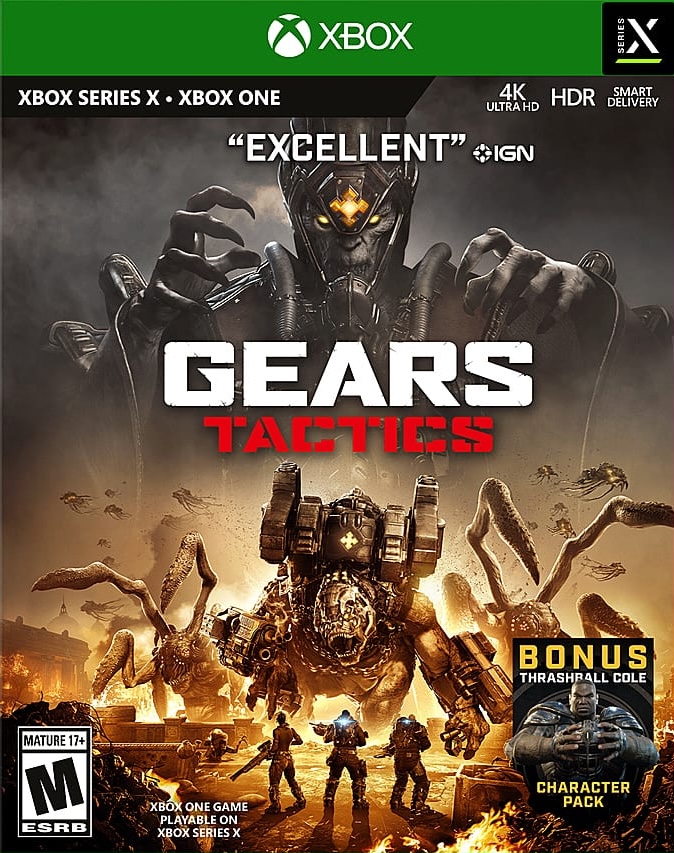 XBOX
SERIES X
XBOX SERIES X • XBOX ONE
4K
ULTRA HD
HDR
SMART
DELIVERY
“EXCELLENT” IGN
GEARS
TACTICS
BONUS
THRASHBALL COLE
CHARACTER
PACK
MATURE 17+
M
ESRB
XBOX ONE GAME
PLAYABLE ON
XBOX SERIES X